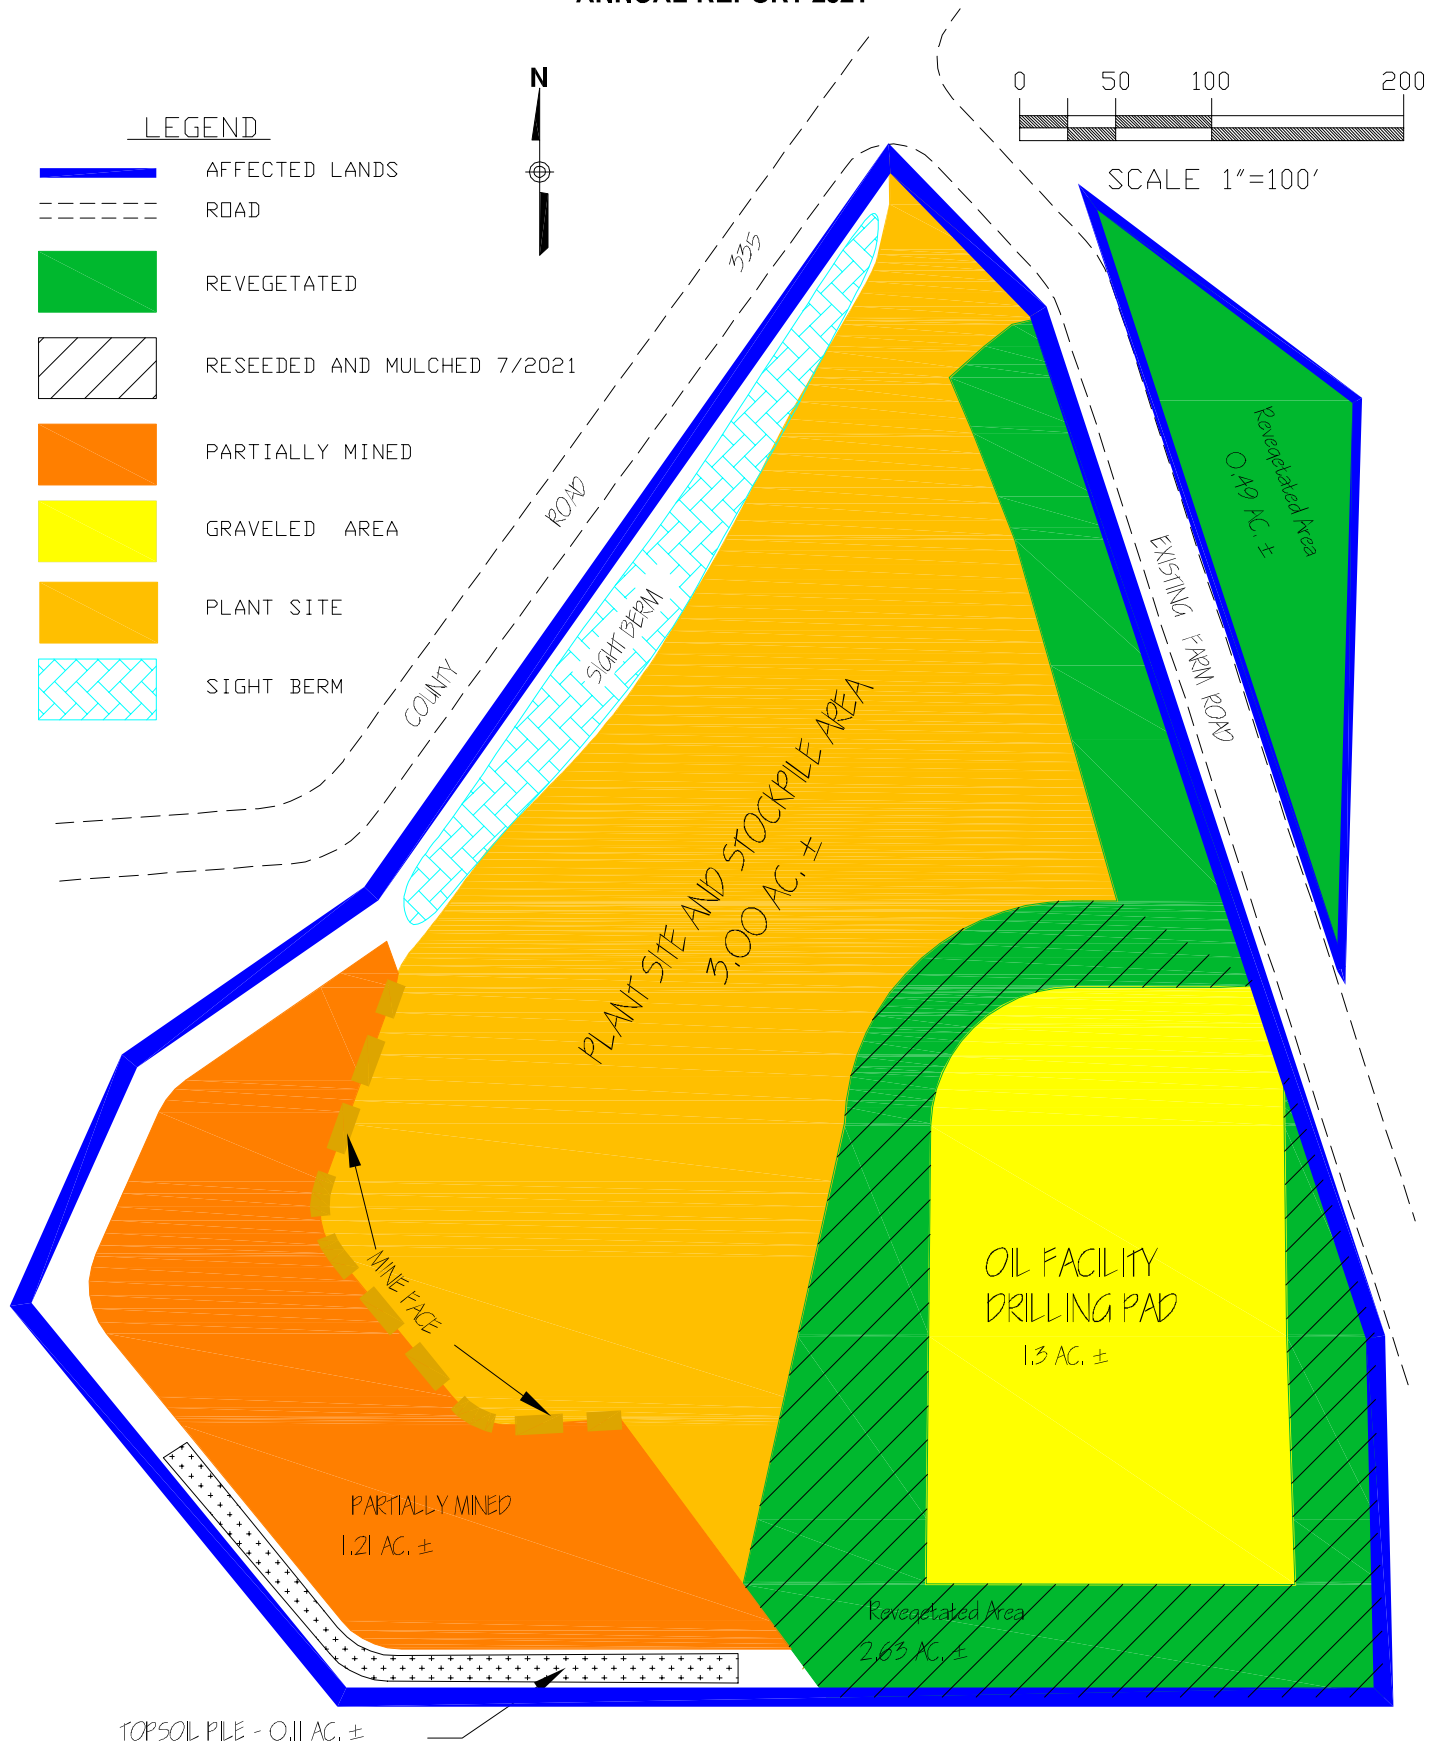 ANNUAL REPORT 2021
N
0 50 100 200
SCALE 1"=100'
LEGEND
AFFECTED LANDS
ROAD
REVEGETATED
RESEEDED AND MULCHED 7/2021
PARTIALLY MINED
GRAVELED AREA
PLANT SITE
SIGHT BERM
COUNTY ROAD 335
SIGHT BERM
EXISTING FARM ROAD
Revegetated Area
0.49 AC. ±
PLANT SITE AND STOCKPILE AREA
3.00 AC. ±
MINE FACE
OIL FACILITY
DRILLING PAD
1.3 AC. ±
PARTIALLY MINED
1.21 AC. ±
Revegetated Area
2.63 AC. ±
TOPSOIL PILE - 0.11 AC. ±